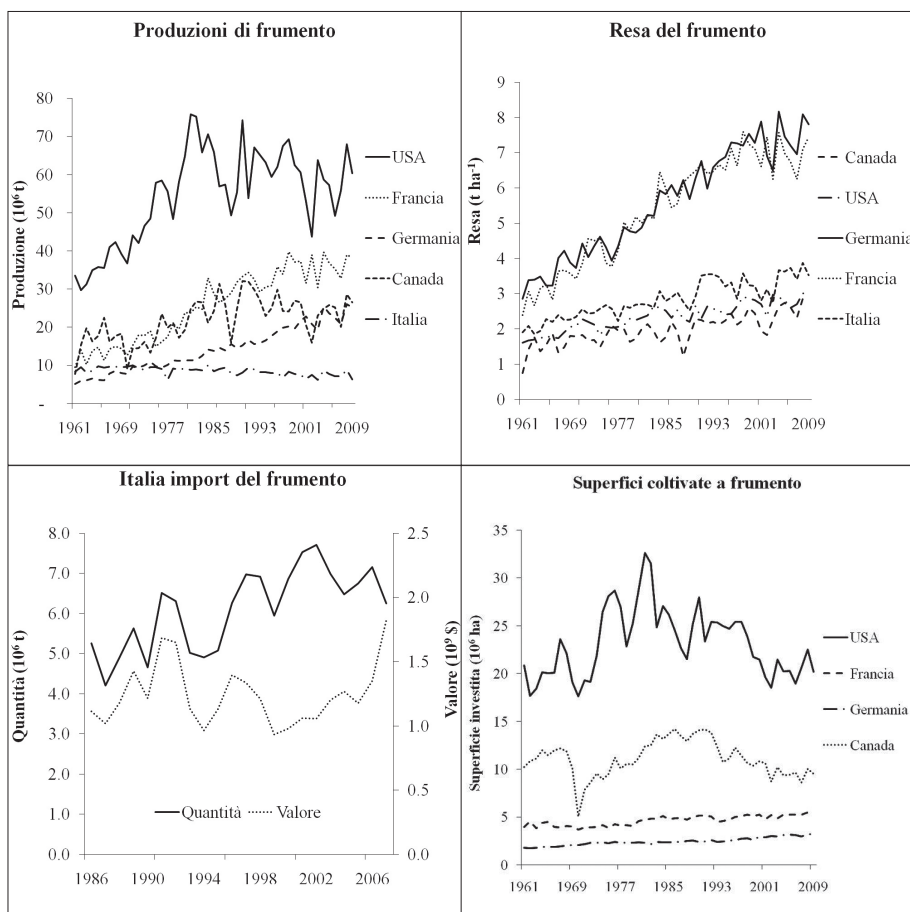 Produzioni di frumento
Produzione (10⁶ t)
80
70
60
50
40
30
20
10
-
1961 1969 1977 1985 1993 2001 2009
USA
Francia
Germania
Canada
Italia
Resa del frumento
Resa (t ha⁻¹)
9
8
7
6
5
4
3
2
1
0
1961 1969 1977 1985 1993 2001 2009
Canada
USA
Germania
Francia
Italia
Italia import del frumento
Quantità (10⁶ t)
8.0
7.0
6.0
5.0
4.0
3.0
2.0
1.0
0.0
Valore (10⁹ $)
2.5
2.0
1.5
1.0
0.5
0.0
Quantità Valore
1986 1990 1994 1998 2002 2006
Superfici coltivate a frumento
Superficie investita (10⁶ ha)
35
30
25
20
15
10
5
0
1961 1969 1977 1985 1993 2001 2009
USA
Francia
Germania
Canada